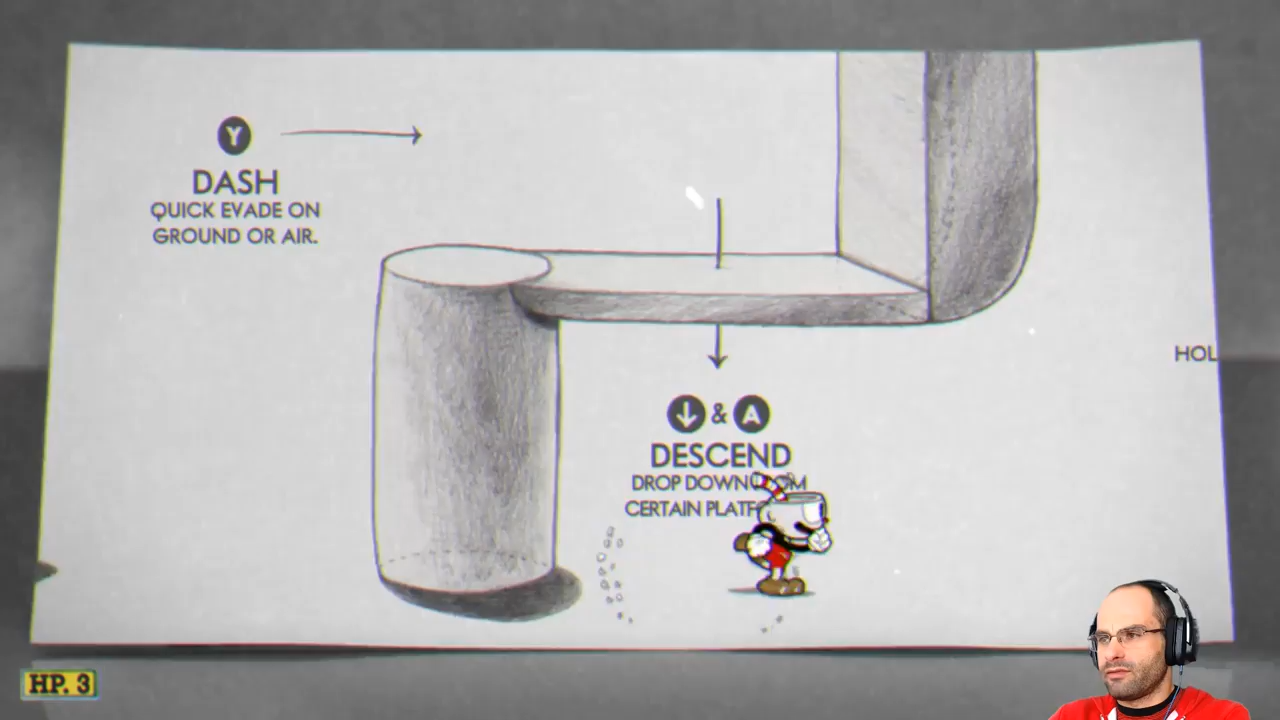 Y
DASH
QUICK EVADE ON
GROUND OR AIR.
HOL
& A
DESCEND
DROP DOWN
CERTAIN
HP. 3